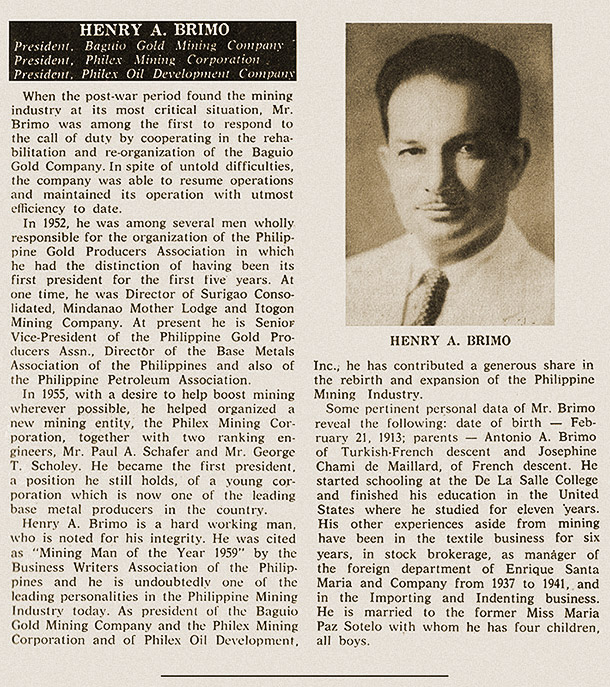 HENRY A. BRIMO
President, Baguio Gold Mining Company
President, Philex Mining Corporation
President, Philex Oil Development Company
When the post-war period found the mining
industry at its most critical situation, Mr.
Brimo was among the first to respond to
the call of duty by cooperating in the reha-
bilitation and re-organization of the Baguio
Gold Company. In spite of untold difficulties,
the company was able to resume operations
and maintained its operation with utmost
efficiency to date.
In 1952, he was among several men wholly
responsible for the organization of the Philip-
pine Gold Producers Association in which
he had the distinction of having been its
first president for the first five years. At
one time, he was Director of Surigao Conso-
lidated, Mindanao Mother Lodge and Itogon
Mining Company. At present he is Senior
Vice-President of the Philippine Gold Pro-
ducers Assn., Director of the Base Metals
Association of the Philippines and also of
the Philippine Petroleum Association.
In 1955, with a desire to help boost mining
wherever possible, he helped organized a
new mining entity, the Philex Mining Cor-
poration, together with two ranking en-
gineers, Mr. Paul A. Schafer and Mr. George
T. Scholey. He became the first president,
a position he still holds, of a young cor-
poration which is now one of the leading
base metal producers in the country.
Henry A. Brimo is a hard working man,
who is noted for his integrity. He was cited
as "Mining Man of the Year 1959" by the
Business Writers Association of the Philip-
pines and he is undoubtedly one of the
leading personalities in the Philippine Mining
Industry today. As president of the Baguio
Gold Mining Company and the Philex Mining
Corporation and of Philex Oil Development,
HENRY A. BRIMO
Inc., he has contributed a generous share in
the rebirth and expansion of the Philippine
Mining Industry.
Some pertinent personal data of Mr. Brimo
reveal the following: date of birth — Feb-
ruary 21, 1913; parents — Antonio A. Brimo
of Turkish-French descent and Josephine
Chami de Maillard, of French descent. He
started schooling at the De La Salle College
and finished his education in the United
States where he studied for eleven years.
His other experiences aside from mining
have been in the textile business for six
years, in stock brokerage, as manager of
the foreign department of Enrique Santa
Maria and Company from 1937 to 1941, and
in the Importing and Indenting business.
He is married to the former Miss Maria
Paz Sotelo with whom he has four children,
all boys.